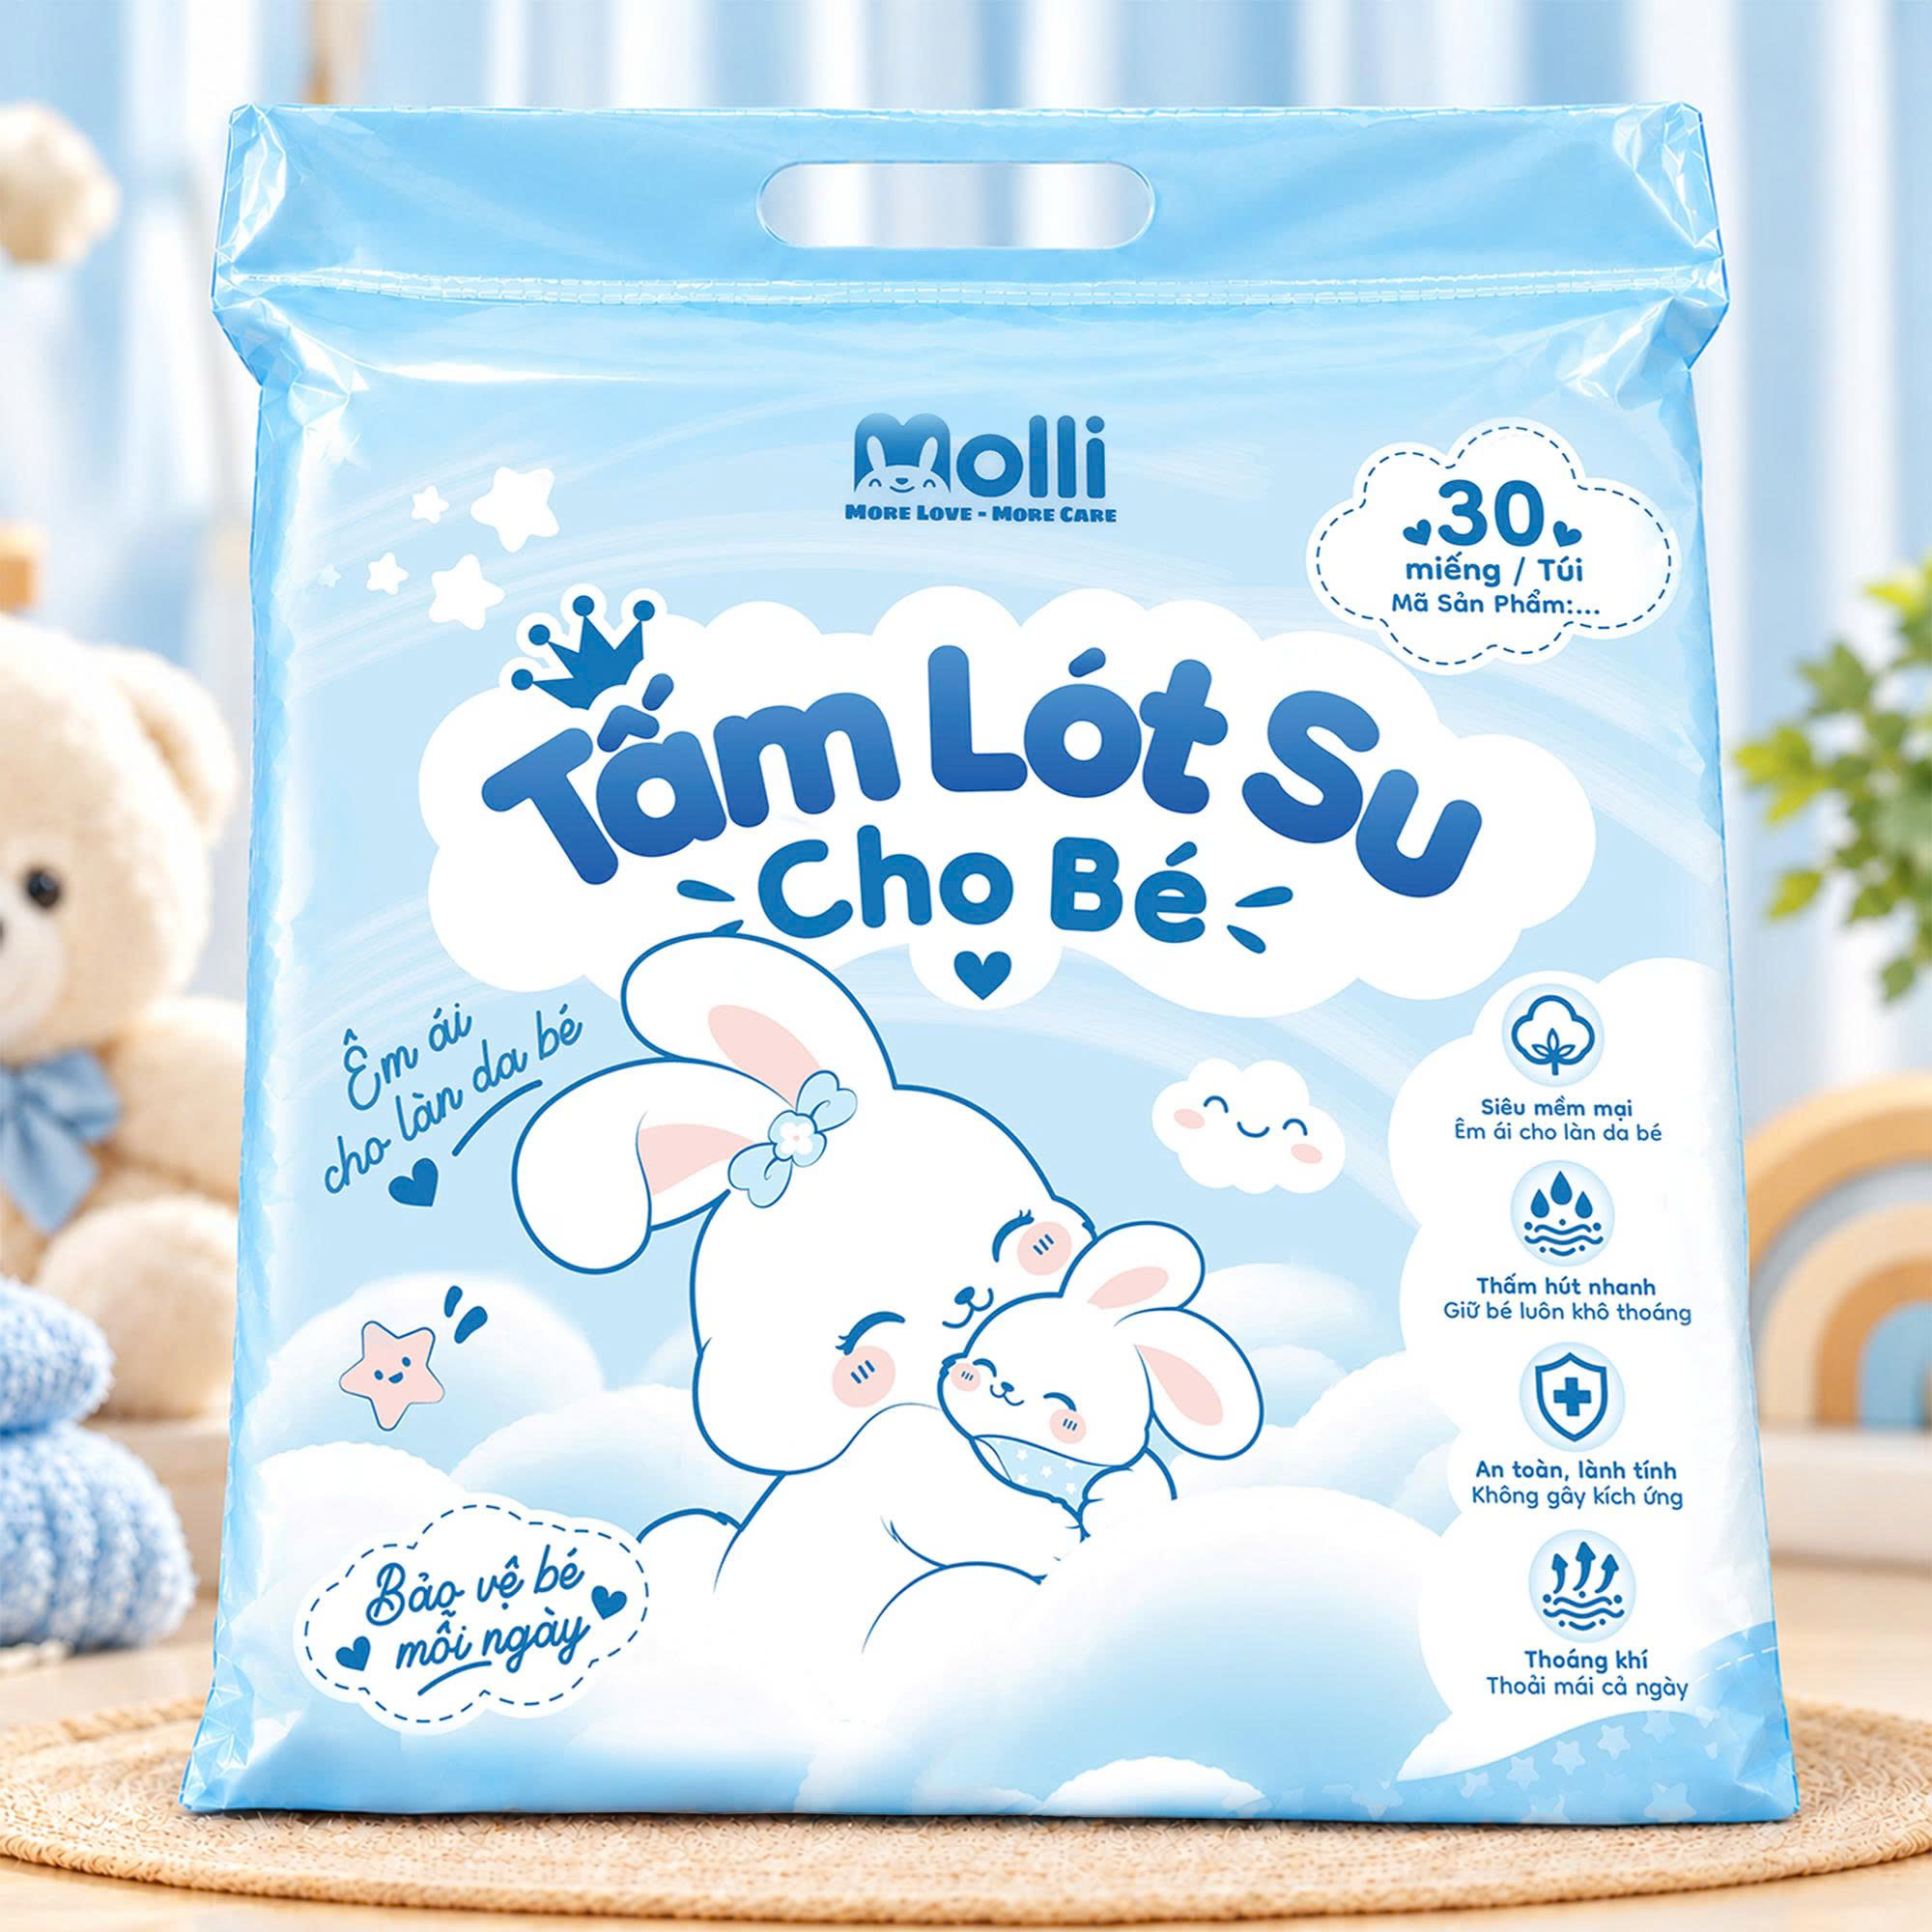 Molli
MORE LOVE - MORE CARE
30
miếng / Túi
Mã Sản Phẩm:...
Tấm Lót Su
Cho Bé
Êm ái
cho làn da bé
Siêu mềm mại
Êm ái cho làn da bé
Thấm hút nhanh
Giữ bé luôn khô thoáng
An toàn, lành tính
Không gây kích ứng
Thoáng khí
Thoải mái cả ngày
Bảo vệ bé
mỗi ngày